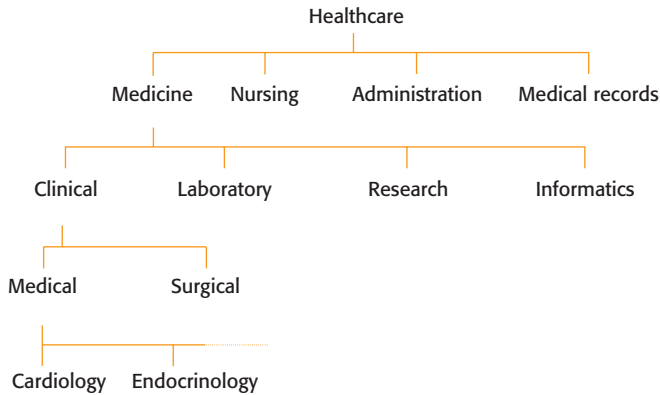 Healthcare
Medicine Nursing Administration Medical records
Clinical Laboratory Research Informatics
Medical Surgical
Cardiology Endocrinology